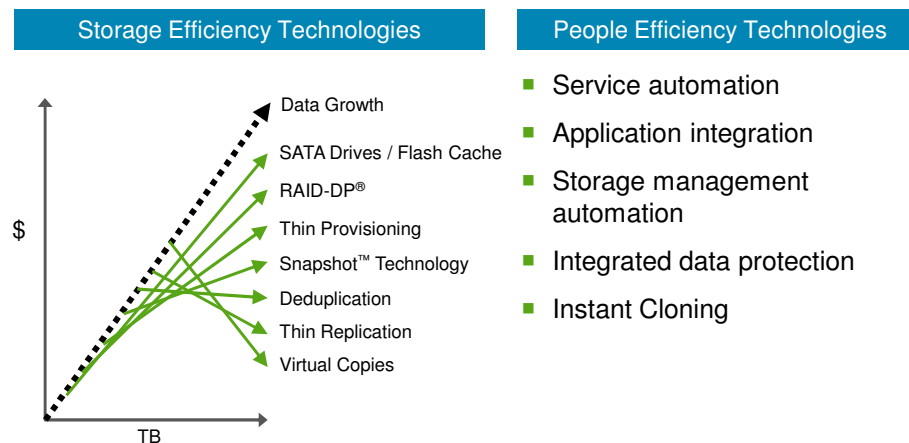 Storage Efficiency Technologies
Data Growth
SATA Drives / Flash Cache
RAID-DP®
Thin Provisioning
Snapshot™ Technology
Deduplication
Thin Replication
Virtual Copies
$
TB
People Efficiency Technologies
Service automation
Application integration
Storage management
automation
Integrated data protection
Instant Cloning